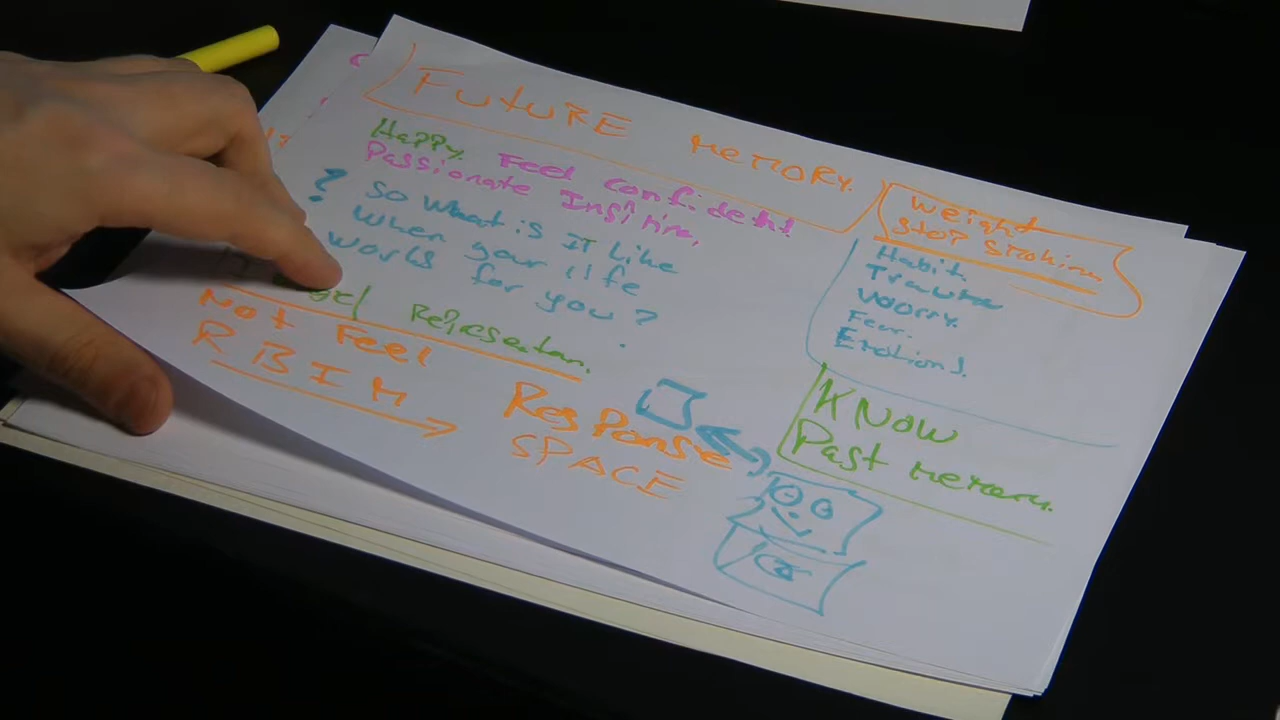 FUTURE MEMORY.
Happy. Feel confident!
Passionate Inspire,
? So What is IT Like
When your life
works for you?
Not Feel
R B I M
Response
SPACE
Weight
Stop Smoking
Habit
Trauma
Worry.
Fear.
Emotions.
KNOW
Past Memory.